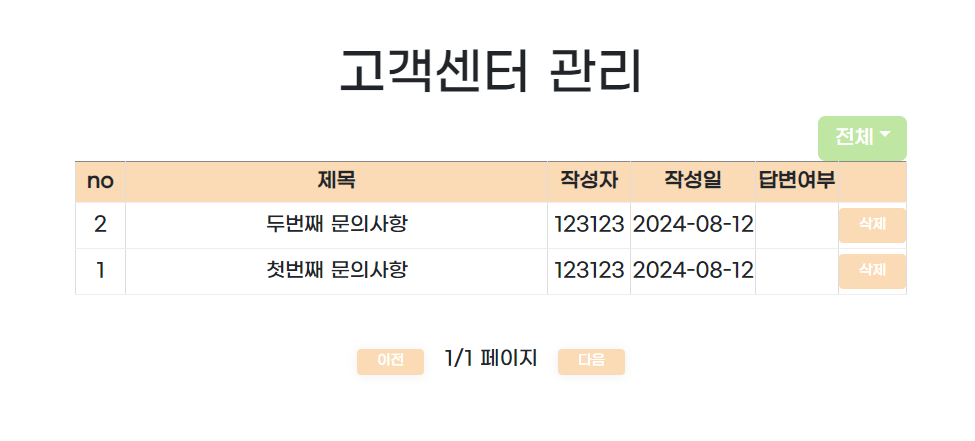 고객센터 관리
전체
no 제목 작성자 작성일 답변여부
2 두번째 문의사항 123123 2024-08-12 삭제
1 첫번째 문의사항 123123 2024-08-12 삭제
이전 1/1 페이지 다음